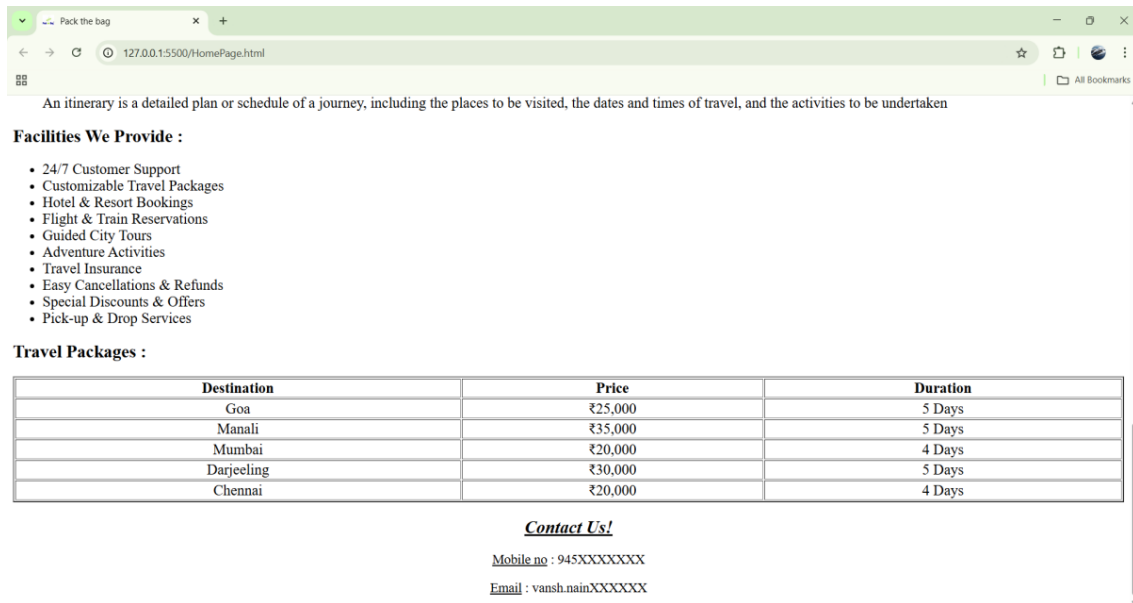 Pack the bag
127.0.0.1:5500/HomePage.html
All Bookmarks
An itinerary is a detailed plan or schedule of a journey, including the places to be visited, the dates and times of travel, and the activities to be undertaken
Facilities We Provide :
• 24/7 Customer Support
• Customizable Travel Packages
• Hotel & Resort Bookings
• Flight & Train Reservations
• Guided City Tours
• Adventure Activities
• Travel Insurance
• Easy Cancellations & Refunds
• Special Discounts & Offers
• Pick-up & Drop Services
Travel Packages :
Destination Price Duration
Goa ₹25,000 5 Days
Manali ₹35,000 5 Days
Mumbai ₹20,000 4 Days
Darjeeling ₹30,000 5 Days
Chennai ₹20,000 4 Days
Contact Us!
Mobile no : 945XXXXXXX
Email : vansh.nainXXXXXX